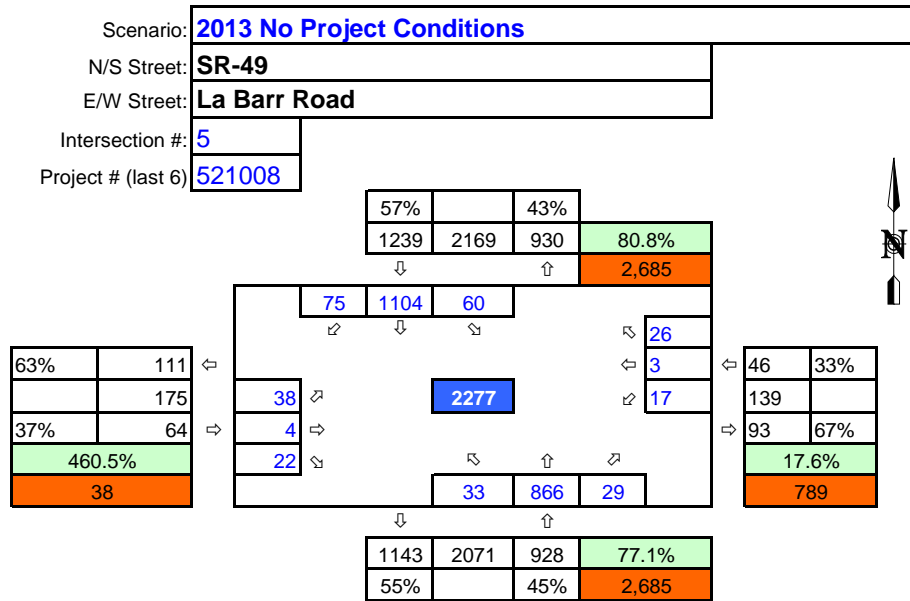 Scenario: 2013 No Project Conditions
N/S Street: SR-49
E/W Street: La Barr Road
Intersection #: 5
Project # (last 6) 521008
57% 43%
1239 2169 930 80.8%
⇩ ⇧ 2,685
N
75 1104 60
⬃ ⇩ ⬂ ⬁ 26
63% 111 ⇦ ⇦ 3 ⇦ 46 33%
175 38 ⬀ 2277 ⬃ 17 139
37% 64 ⇨ 4 ⇨ ⇨ 93 67%
460.5% 22 ⬂ ⬁ ⇧ ⬀ 17.6%
38 33 866 29 789
⇩ ⇧
1143 2071 928 77.1%
55% 45% 2,685